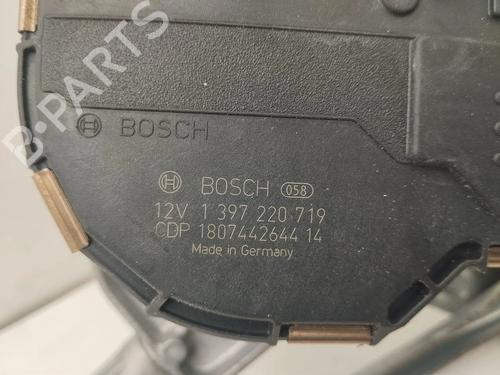 B-PARTS
BOSCH
BOSCH 058
12V 1 397 220 719
CDP 1807442644 14
Made in Germany